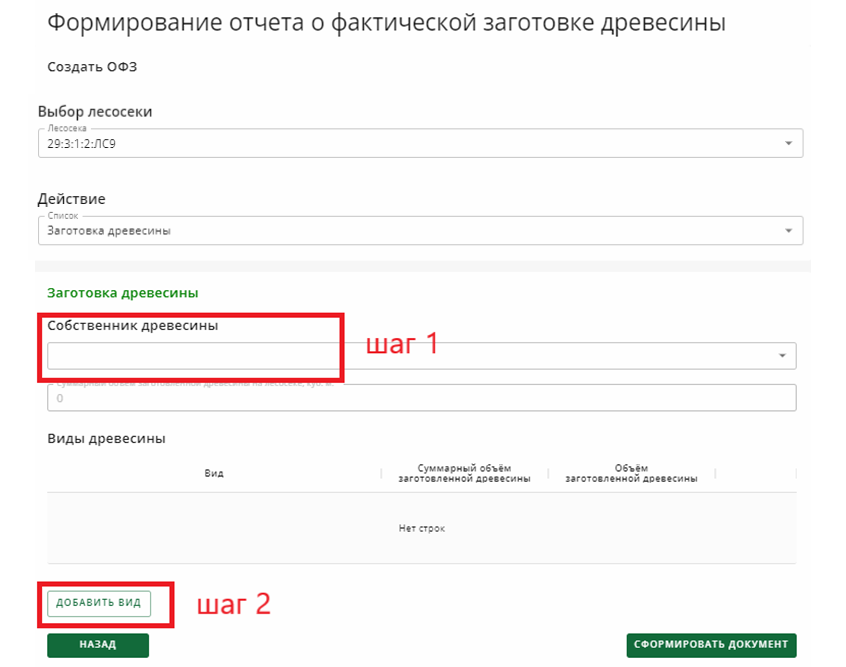 Формирование отчета о фактической заготовке древесины
Создать ОФЗ
Выбор лесосеки
Лесосека
29:3:1:2:ЛС9
Действие
Список
Заготовка древесины
Заготовка древесины
Собственник древесины
шаг 1
Суммарный объем заготовленной древесины на лесосеке, куб. м.
0
Виды древесины
Вид
Суммарный объём
заготовленной древесины
Объём
заготовленной древесины
Нет строк
ДОБАВИТЬ ВИД
шаг 2
НАЗАД
СФОРМИРОВАТЬ ДОКУМЕНТ